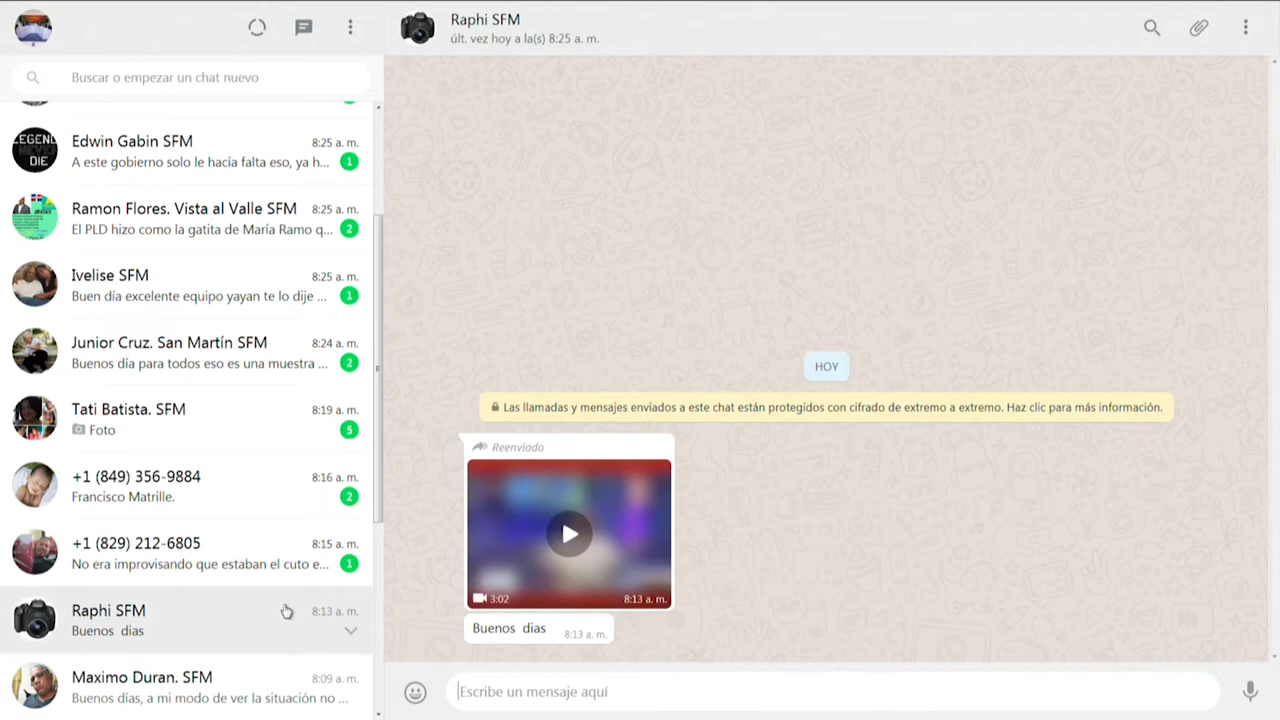 Raphi SFM
últ. vez hoy a la(s) 8:25 a. m.
Buscar o empezar un chat nuevo
LEGEND
NEVER
DIE
Edwin Gabin SFM
8:25 a. m.
A este gobierno solo le hacía falta eso, ya h...
1
Ramon Flores. Vista al Valle SFM
8:25 a. m.
El PLD hizo como la gatita de María Ramo q...
2
Ivelise SFM
8:25 a. m.
Buen día excelente equipo yayan te lo dije ...
1
Junior Cruz. San Martín SFM
8:24 a. m.
Buenos día para todos eso es una muestra ...
2
Tati Batista. SFM
8:19 a. m.
Foto
5
+1 (849) 356-9884
8:16 a. m.
Francisco Matrille.
2
+1 (829) 212-6805
8:15 a. m.
No era improvisando que estaban el cuto e...
1
Raphi SFM
8:13 a. m.
Buenos dias
Maximo Duran. SFM
8:09 a. m.
Buenos días, a mi modo de ver la situación no ...
HOY
Las llamadas y mensajes enviados a este chat están protegidos con cifrado de extremo a extremo. Haz clic para más información.
Reenviado
3:02
8:13 a. m.
Buenos dias
8:13 a. m.
Escribe un mensaje aquí